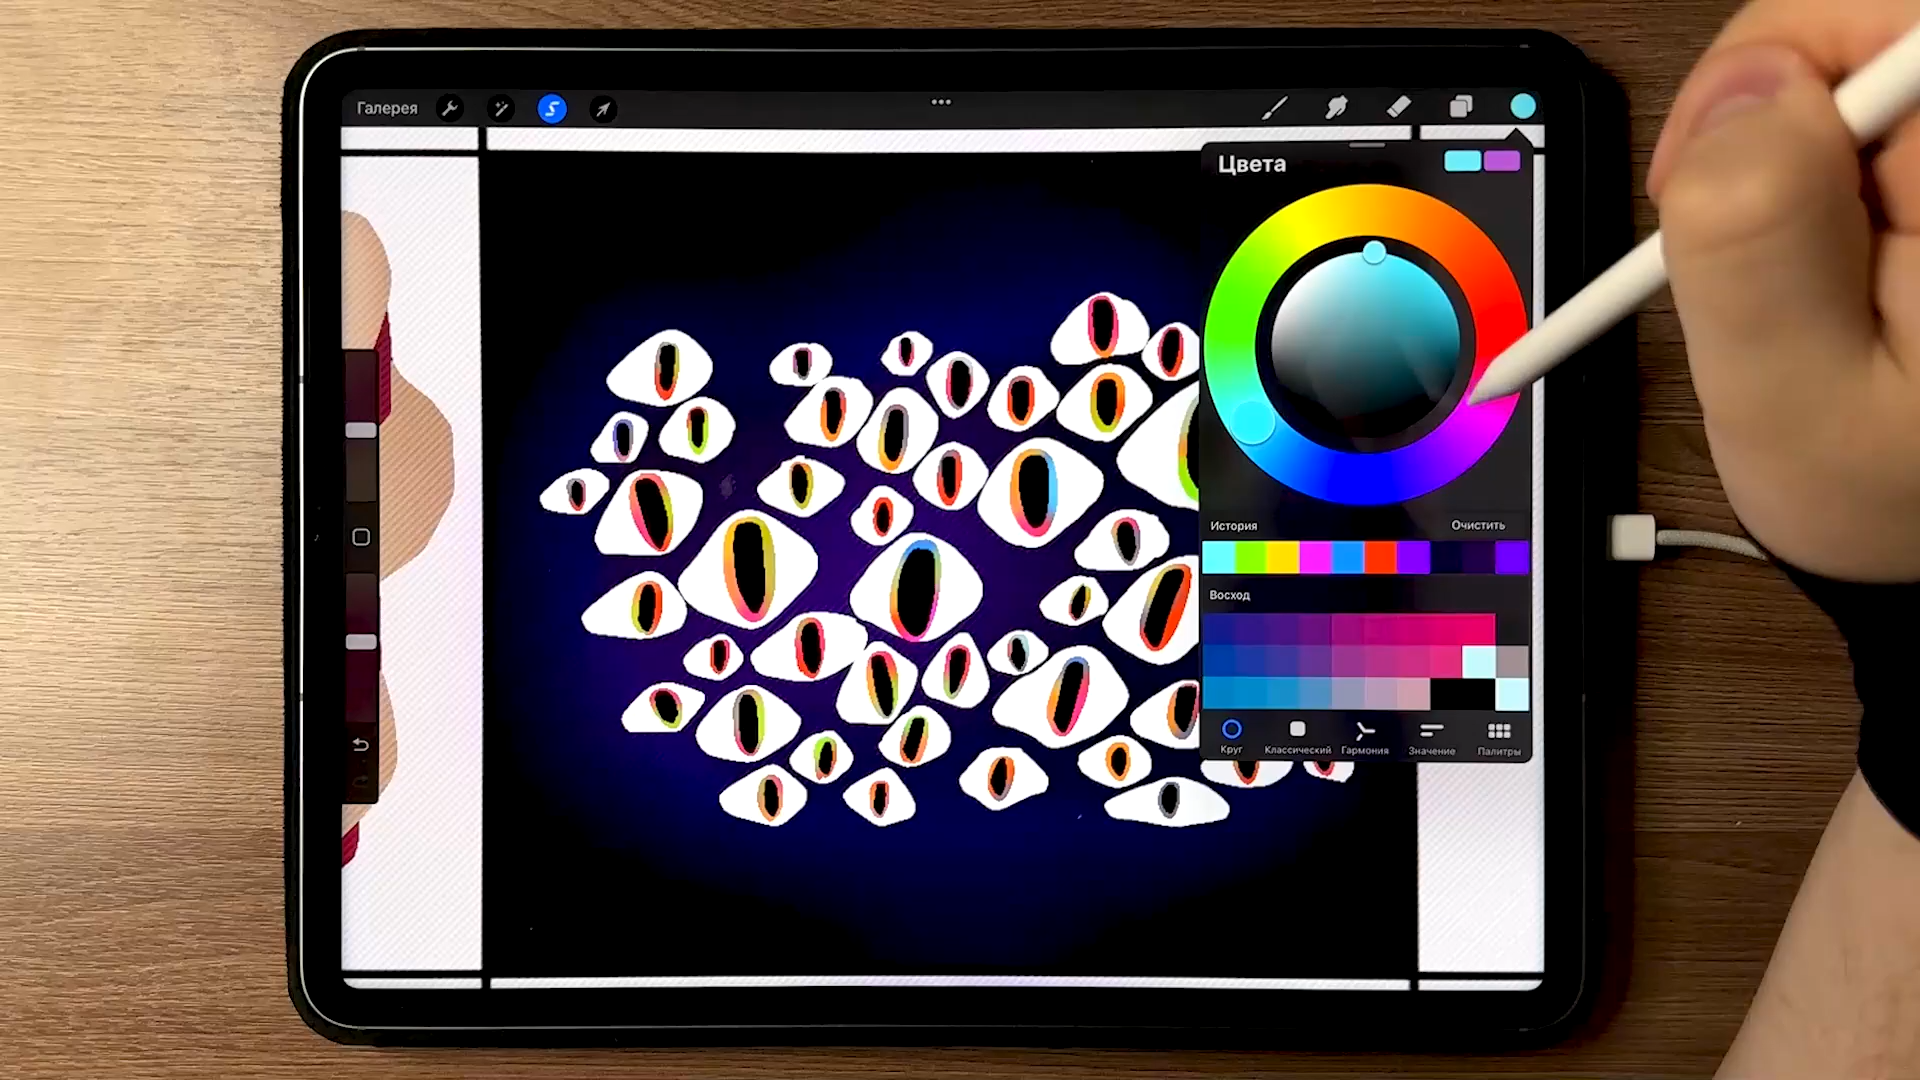 Галерея
Цвета
История Очистить
Восход
Круг Классический Гармония Значение Палитры